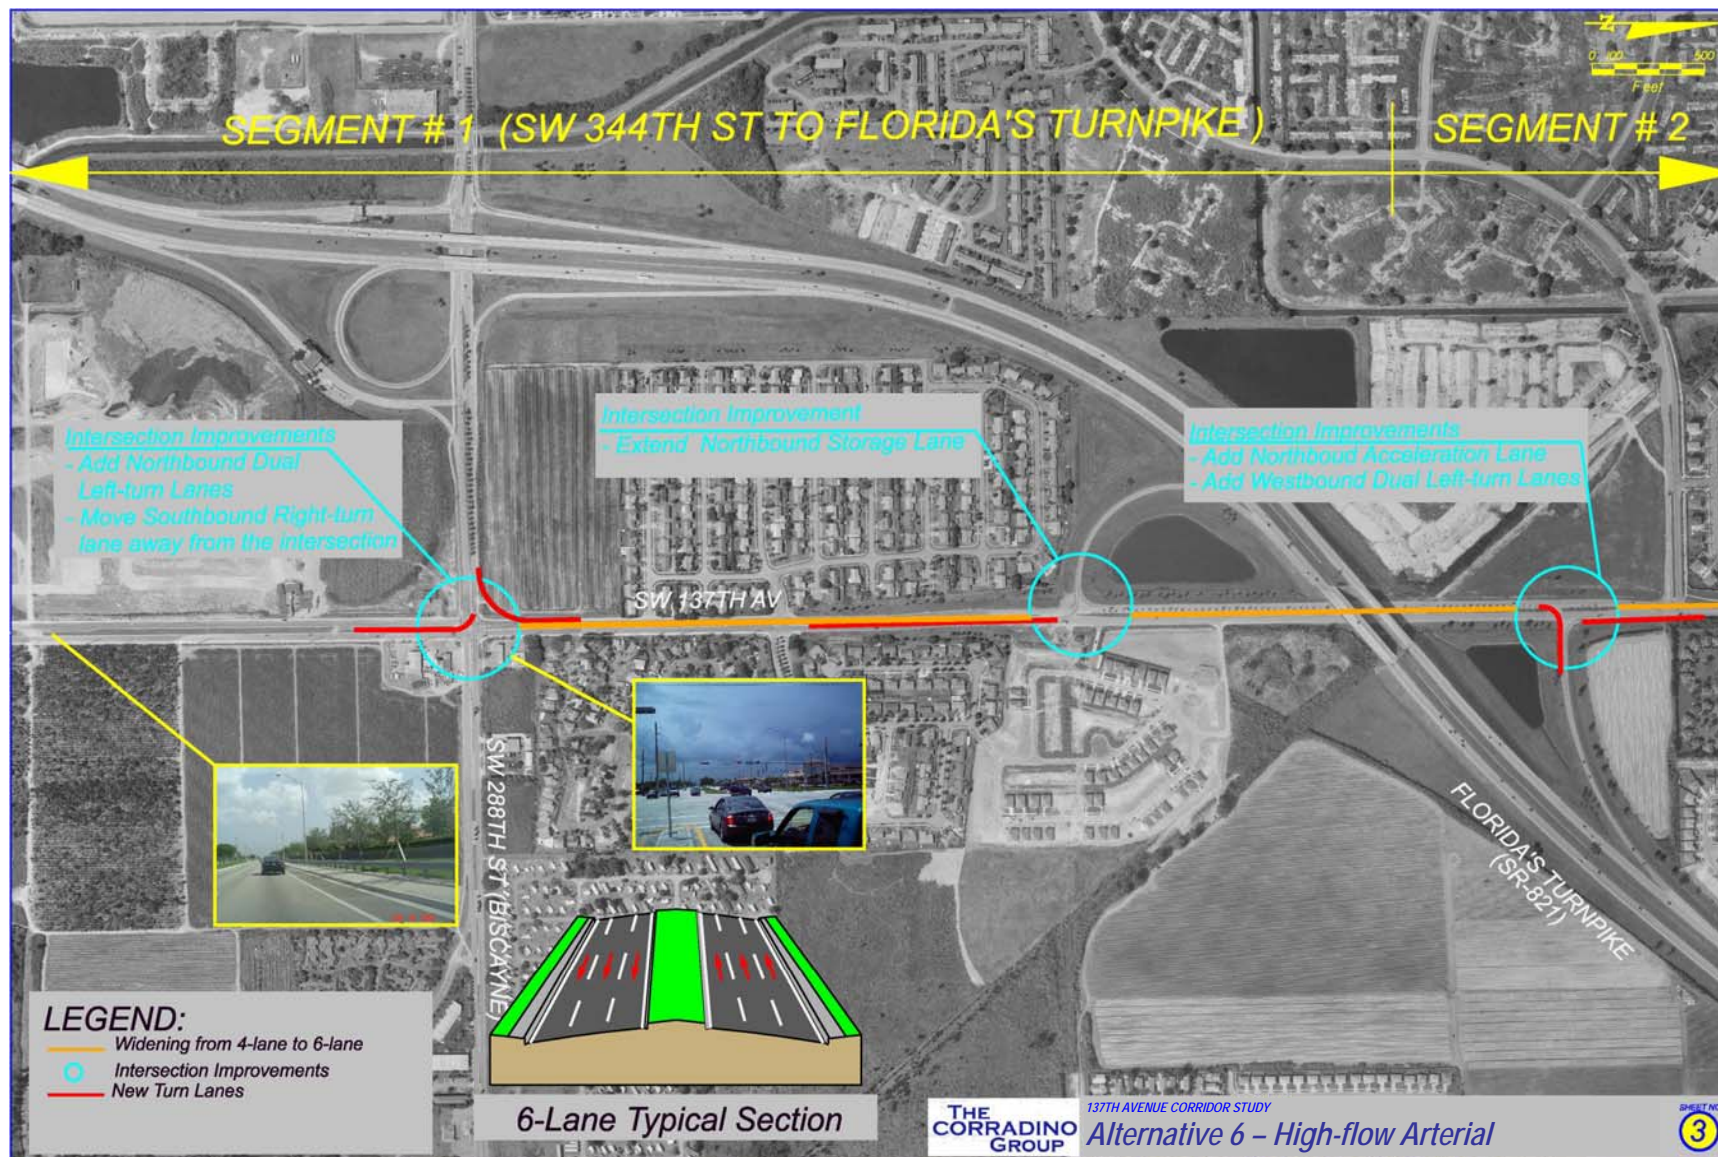 Z
0 100 500
Feet
SEGMENT # 1 (SW 344TH ST TO FLORIDA'S TURNPIKE )
SEGMENT # 2
Intersection Improvements
- Add Northbound Dual
Left-turn Lanes
- Move Southbound Right-turn
lane away from the intersection
Intersection Improvement
- Extend Northbound Storage Lane
Intersection Improvements
- Add Northboud Acceleration Lane
- Add Westbound Dual Left-turn Lanes
SW 137TH AV
SW 288TH ST (BISCAYNE)
FLORIDA'S TURNPIKE
(SR-821)
LEGEND:
Widening from 4-lane to 6-lane
Intersection Improvements
New Turn Lanes
6-Lane Typical Section
THE
CORRADINO
GROUP
137TH AVENUE CORRIDOR STUDY
Alternative 6 – High-flow Arterial
SHEET NO
3